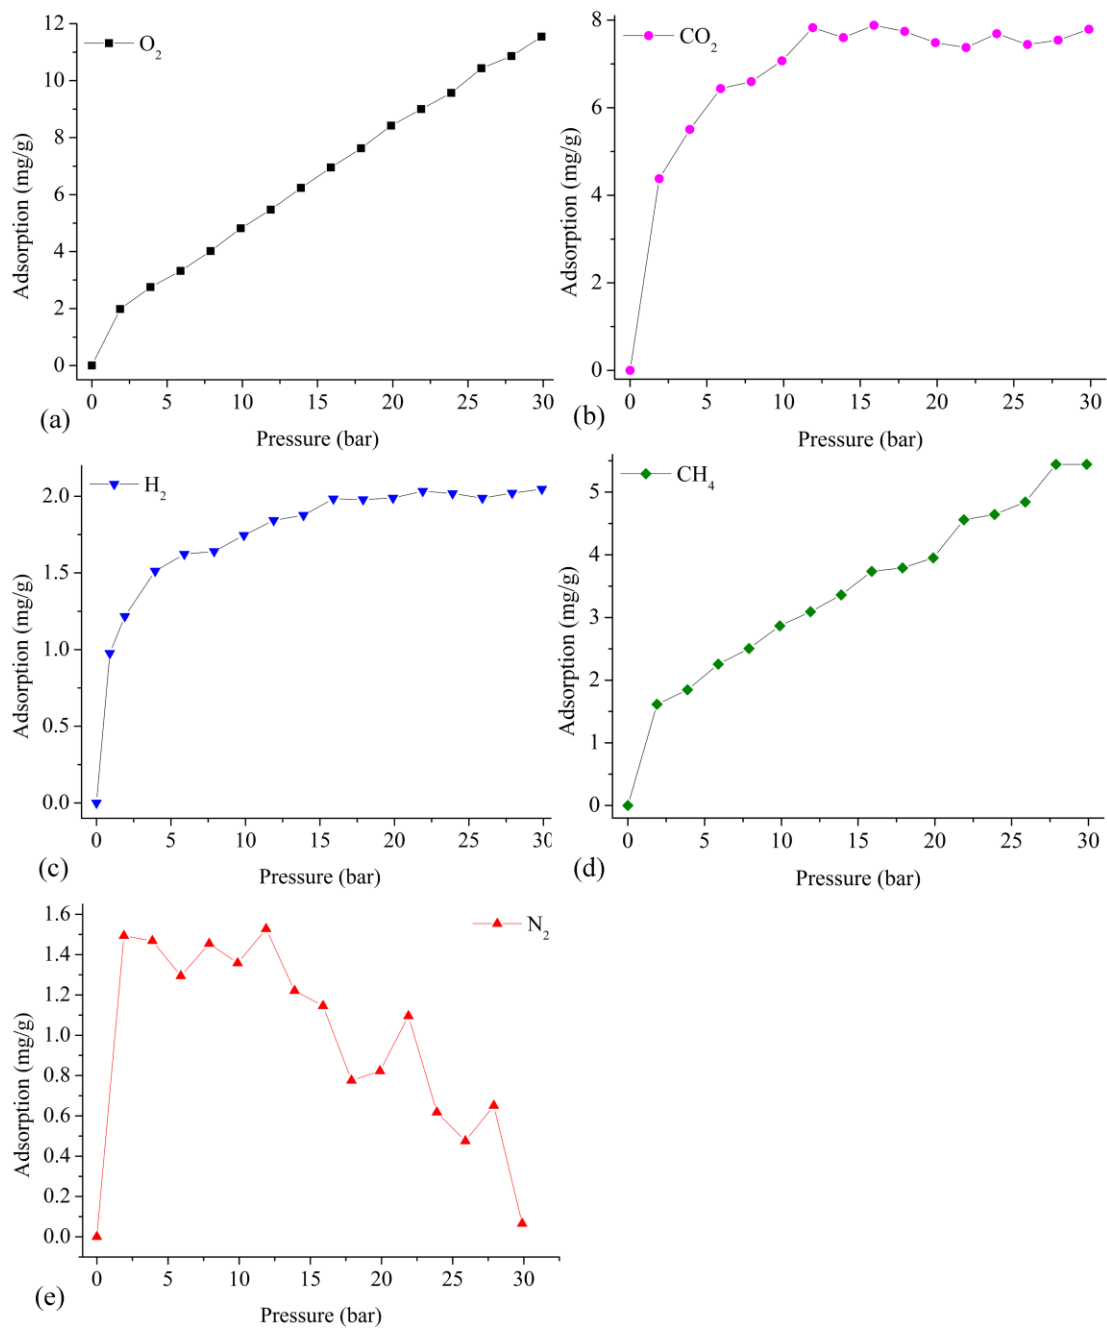 O₂
Adsorption (mg/g)
12
10
8
6
4
2
0
0 5 10 15 20 25 30
Pressure (bar)
(a)
CO₂
Adsorption (mg/g)
8
6
4
2
0
0 5 10 15 20 25 30
Pressure (bar)
(b)
H₂
Adsorption (mg/g)
2.0
1.5
1.0
0.5
0.0
0 5 10 15 20 25 30
Pressure (bar)
(c)
CH₄
Adsorption (mg/g)
5
4
3
2
1
0
0 5 10 15 20 25 30
Pressure (bar)
(d)
N₂
Adsorption (mg/g)
1.6
1.4
1.2
1.0
0.8
0.6
0.4
0.2
0.0
0 5 10 15 20 25 30
Pressure (bar)
(e)